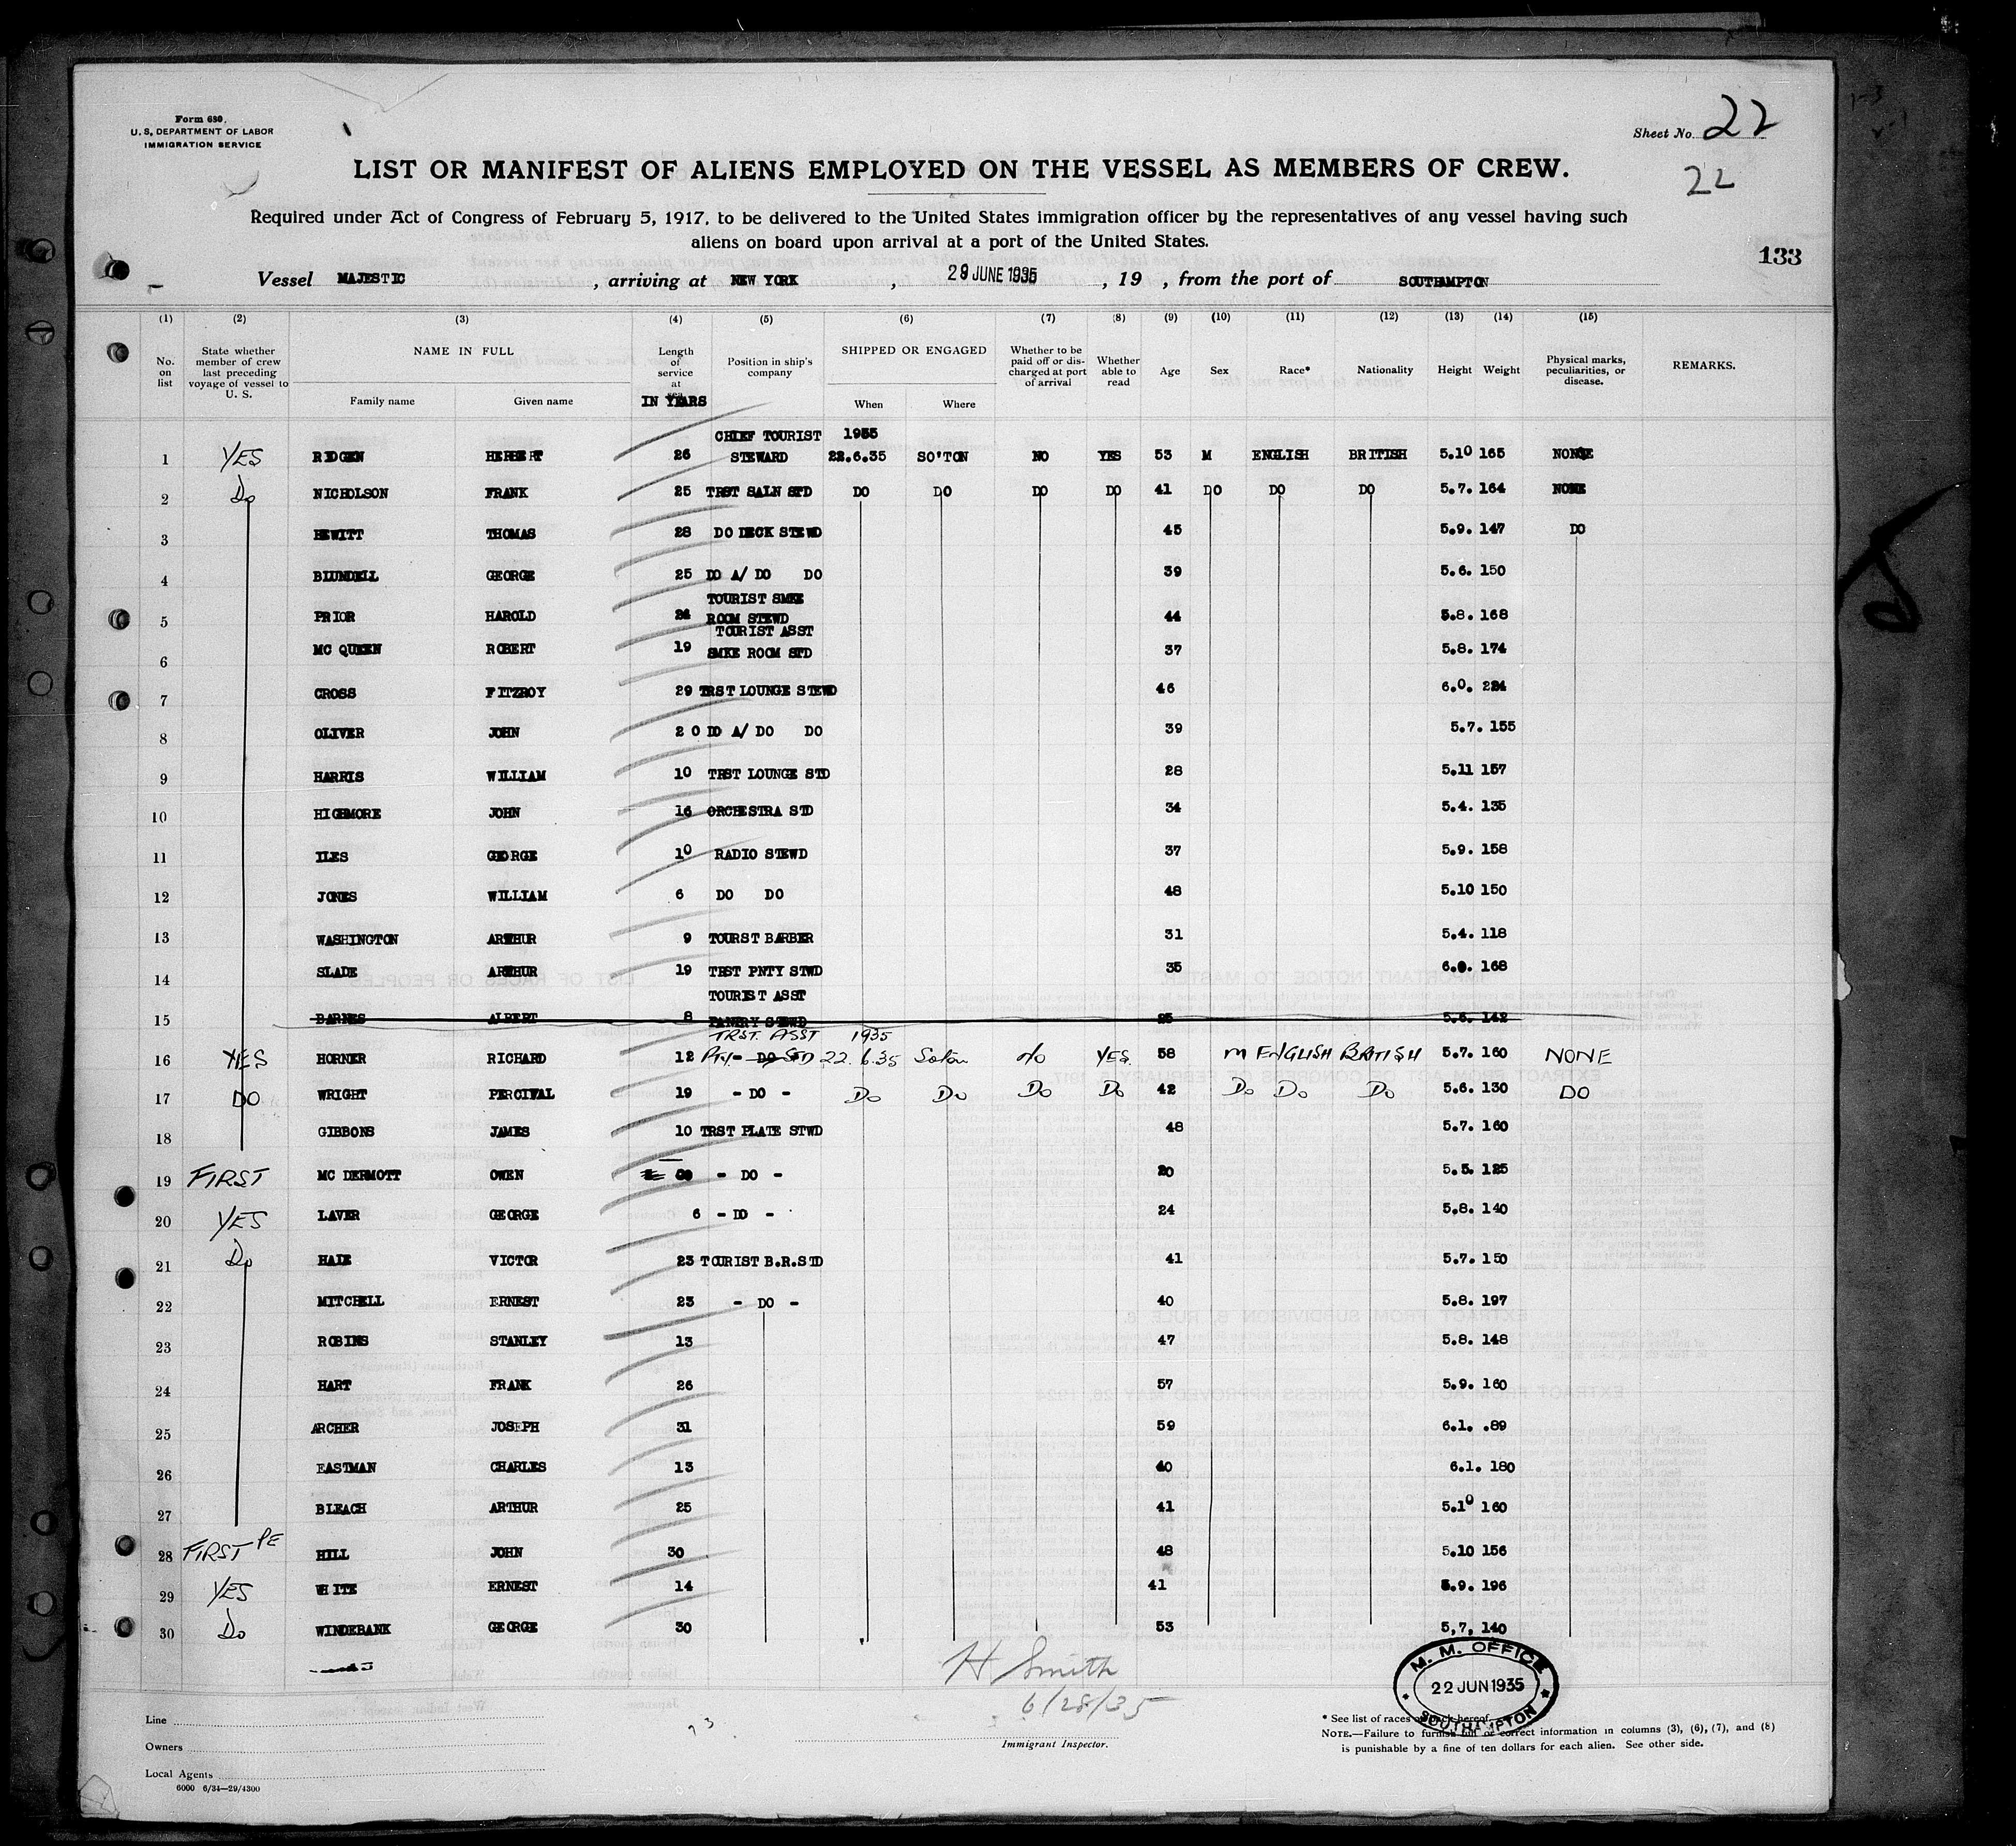 Form 680.
U. S. DEPARTMENT OF LABOR
IMMIGRATION SERVICE
Sheet No. 22
22
LIST OR MANIFEST OF ALIENS EMPLOYED ON THE VESSEL AS MEMBERS OF CREW.
Required under Act of Congress of February 5, 1917, to be delivered to the United States immigration officer by the representatives of any vessel having such
aliens on board upon arrival at a port of the United States.
133
Vessel MAJESTIC , arriving at NEW YORK , 29 JUNE 1935 , 19 , from the port of SOUTHAMPTON
(1) (2) (3) (4) (5) (6) (7) (8) (9) (10) (11) (12) (13) (14) (15)
No. on list State whether member of crew last preceding voyage of vessel to U. S. NAME IN FULL Family name Given name Length of service at sea IN YEARS Position in ship's company SHIPPED OR ENGAGED When Where Whether to be paid off or discharged at port of arrival Whether able to read Age Sex Race* Nationality Height Weight Physical marks, peculiarities, or disease. REMARKS.
CHIEF TOURIST 1935
1 YES RIDGEN HERBERT 26 STEWARD 22.6.35 SO'TON NO YES 53 M ENGLISH BRITISH 5.10 165 NONE
2 Do NICHOLSON FRANK 25 TRST SALN STD DO DO DO DO 41 DO DO DO 5.7. 164 NONE
3 HEWITT THOMAS 28 DO DECK STEWD 45 5.9. 147 DO
4 BLUNDELL GEORGE 25 DO A/ DO DO 39 5.6. 150
TOURIST SMKE
5 PRIOR HAROLD 24 ROOM STEWD 44 5.8. 168
TOURIST ASST
6 MC QUEEN ROBERT 19 SMKE ROOM STD 37 5.8. 174
7 CROSS FITZROY 29 TRST LOUNGE STEWD 46 6.0. 224
8 OLIVER JOHN 20 DO A/ DO DO 39 5.7. 155
9 HARRIS WILLIAM 10 TRST LOUNGE STD 28 5.11 157
10 HIGHMORE JOHN 16 ORCHESTRA STD 34 5.4. 135
11 ILES GEORGE 10 RADIO STEWD 37 5.9. 158
12 JONES WILLIAM 6 DO DO 48 5.10 150
13 WASHINGTON ARTHUR 9 TOURST BARBER 31 5.4. 118
14 SLADE ARTHUR 19 TRST PNTY STWD 35 6.0. 168
TOURIST ASST
15 BARNES ALBERT 8 PANTRY STEWD 25 5.6. 142
TRST. ASST 1935
16 YES HORNER RICHARD 12 Pty- DO STD 22.6.35 Soton No YES. 58 M ENGLISH BRITISH 5.7. 160 NONE
17 DO WRIGHT PERCIVAL 19 - DO - Do Do Do Do 42 Do Do Do 5.6. 130 DO
18 GIBBONS JAMES 10 TRST PLATE STWD 48 5.7. 160
19 FIRST MC DERMOTT OWEN - DO - 20 5.5. 125
20 YES LAVER GEORGE 6 - DO - 24 5.8. 140
21 Do HALE VICTOR 23 TOURIST B.R.STD 41 5.7. 150
22 MITCHELL ERNEST 23 - DO - 40 5.8. 197
23 ROBINS STANLEY 13 47 5.8. 148
24 HART FRANK 26 57 5.9. 160
25 ARCHER JOSEPH 31 59 6.1. .89
26 EASTMAN CHARLES 13 40 6.1. 180
27 BLEACH ARTHUR 25 41 5.10 160
28 FIRST PE HILL JOHN 30 48 5.10 156
29 YES WHITE ERNEST 14 41 5.9. 196
30 Do WINDEBANK GEORGE 30 53 5,7, 140
H Smith
6/28/35
Immigrant Inspector.
M. M. OFFICE
22 JUN 1935
SOUTHAMPTON
Line
Owners
Local Agents
6000 6/34—29/4300
* See list of races on back hereof.
NOTE.—Failure to furnish full or correct information in columns (3), (6), (7), and (8)
is punishable by a fine of ten dollars for each alien. See other side.